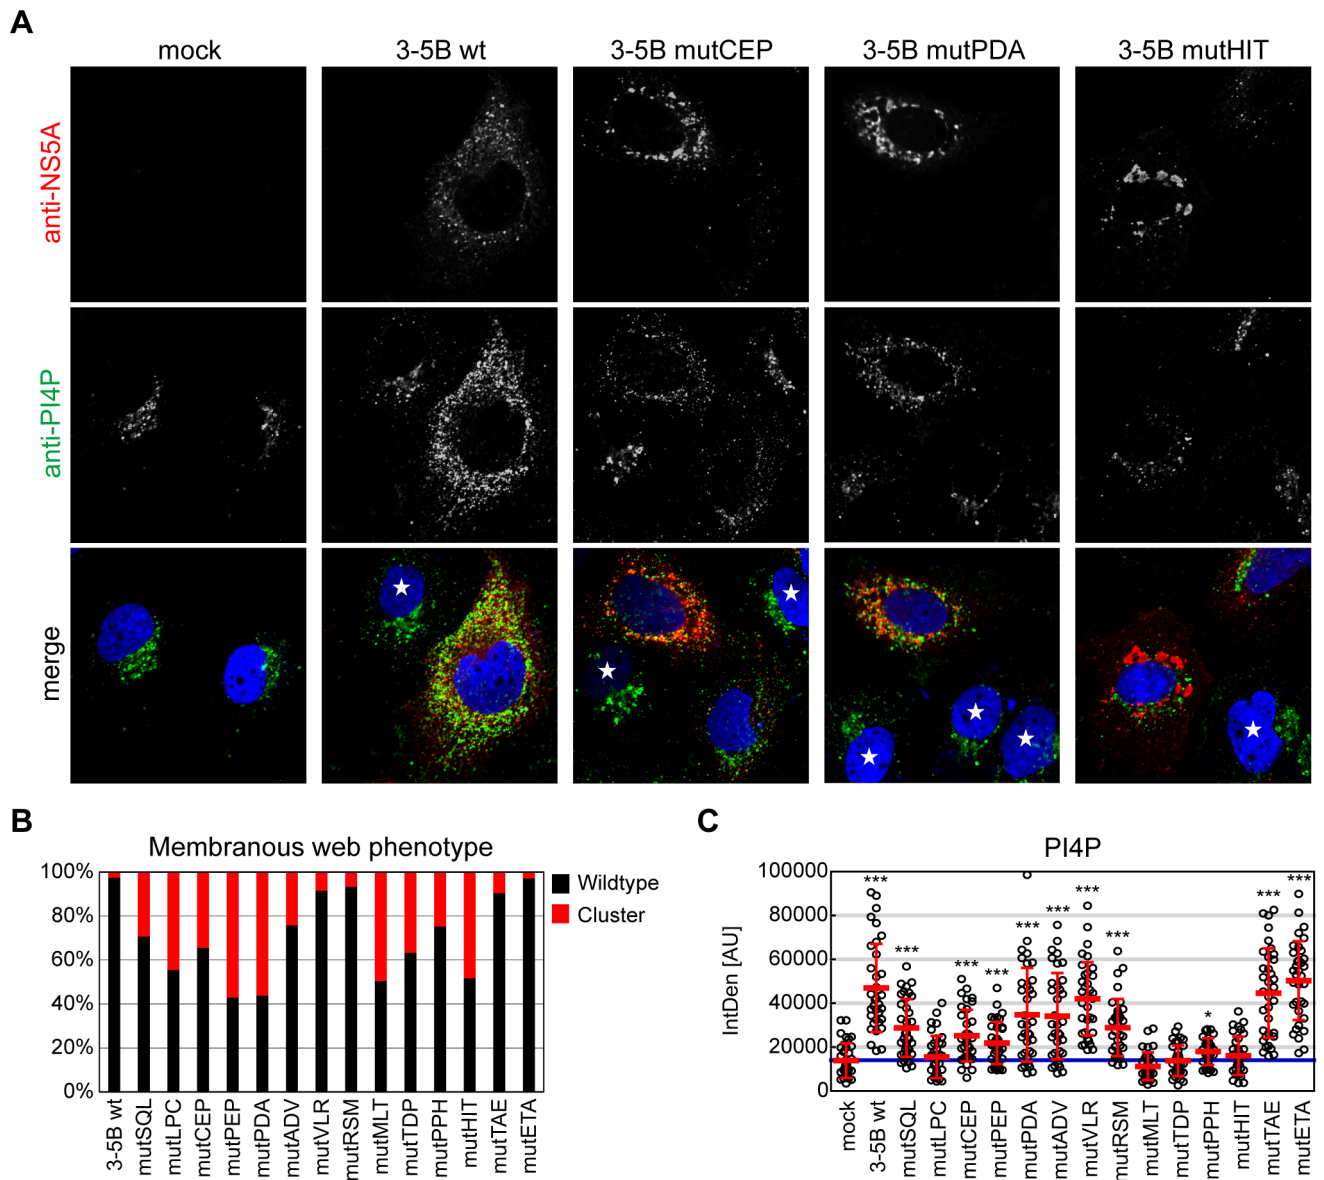 A
mock
3-5B wt
3-5B mutCEP
3-5B mutPDA
3-5B mutHIT
anti-NS5A
anti-PI4P
merge
B
Membranous web phenotype
100%
80%
60%
40%
20%
0%
Wildtype
Cluster
3-5B wt
mutSQL
mutLPC
mutCEP
mutPEP
mutPDA
mutADV
mutVLR
mutRSM
mutMLT
mutTDP
mutPPH
mutHIT
mutTAE
mutETA
C
PI4P
IntDen [AU]
100000
80000
60000
40000
20000
0
***
***
***
***
***
***
***
***
*
***
***
mock
3-5B wt
mutSQL
mutLPC
mutCEP
mutPEP
mutPDA
mutADV
mutVLR
mutRSM
mutMLT
mutTDP
mutPPH
mutHIT
mutTAE
mutETA